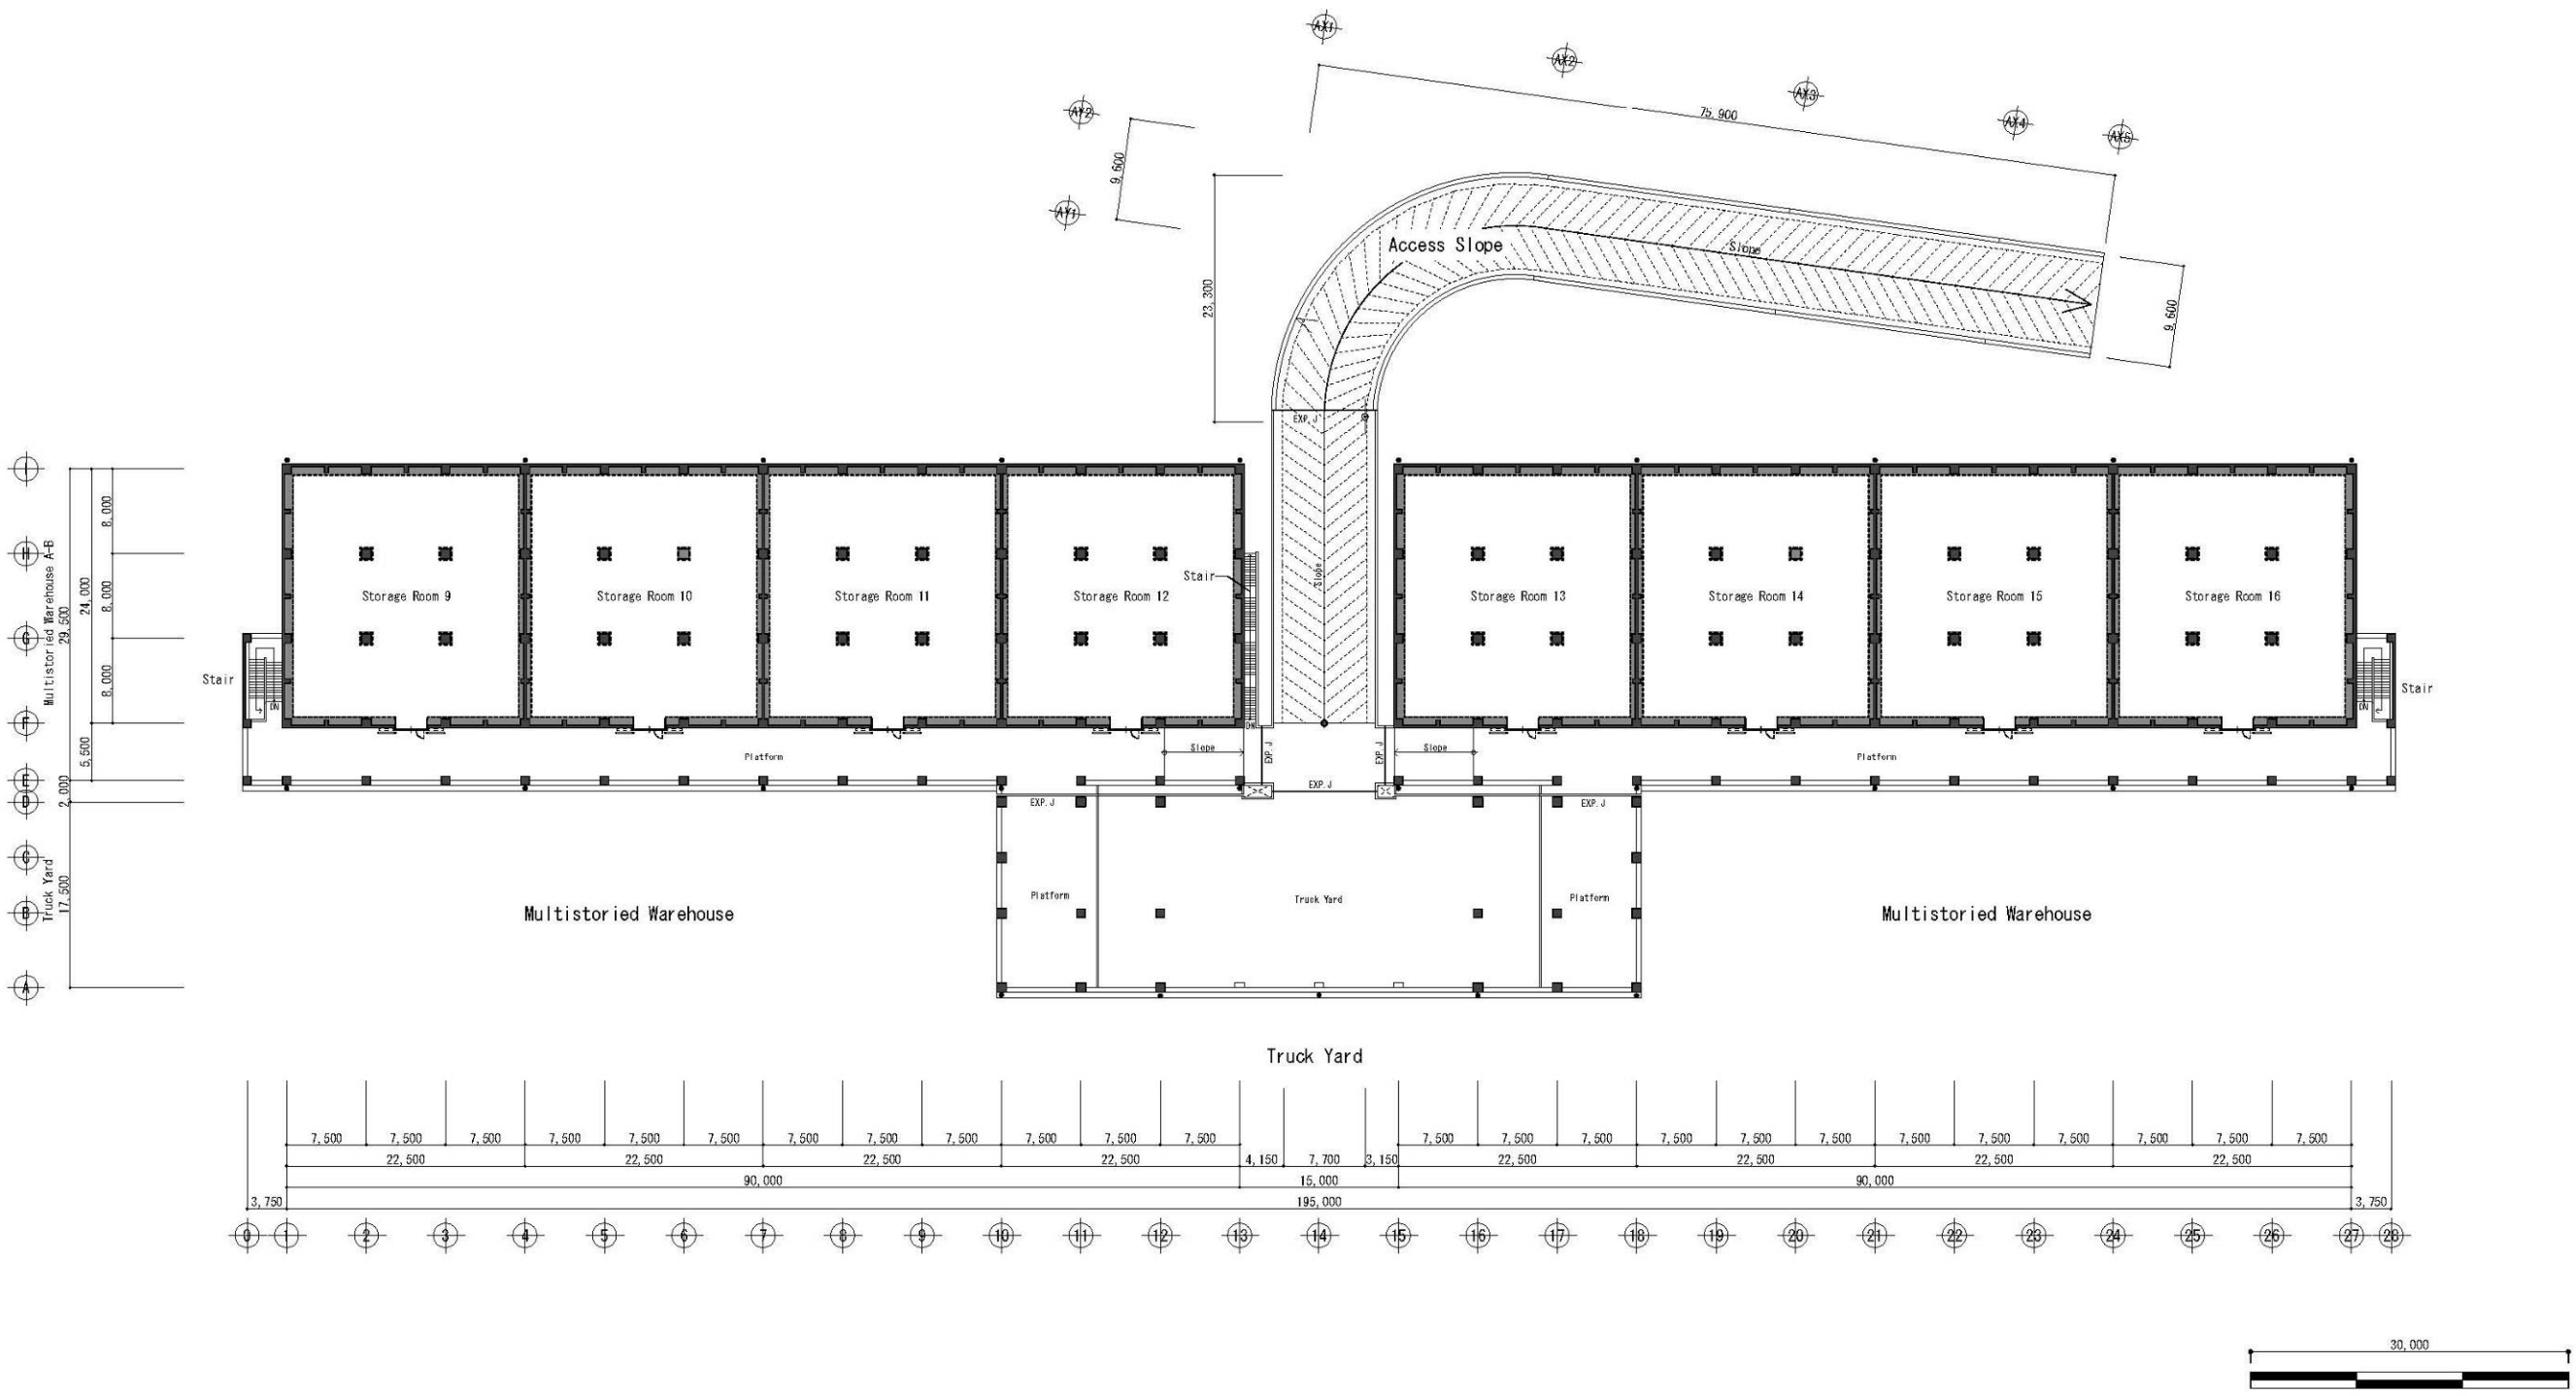 AX1
AX2
AX3
AX4
AX5
75,900
AY2
AY1
9,600
23,300
Access Slope
Slope
9,600
EXP.J
I
H
G
F
E
D
C
B
A
8,000
8,000
8,000
24,000
5,500
29,500
Multistoried Warehouse A-B
2,000
17,500
Truck Yard
Storage Room 9
Storage Room 10
Storage Room 11
Storage Room 12
Stair
Slope
Storage Room 13
Storage Room 14
Storage Room 15
Storage Room 16
Stair
DN
Stair
DN
DN
Platform
Slope
EXP.J
EXP.J
Slope
Platform
EXP.J
EXP.J
EXP.J
Platform
Truck Yard
Platform
Multistoried Warehouse
Multistoried Warehouse
Truck Yard
7,500 7,500 7,500 7,500 7,500 7,500 7,500 7,500 7,500 7,500 7,500 7,500 7,500 7,500 7,500 7,500 7,500 7,500 7,500 7,500 7,500 7,500 7,500 7,500
22,500 22,500 22,500 22,500 4,150 7,700 3,150 22,500 22,500 22,500 22,500
90,000 15,000 90,000
3,750 195,000 3,750
0 1 2 3 4 5 6 7 8 9 10 11 12 13 14 15 16 17 18 19 20 21 22 23 24 25 26 27 28
30,000